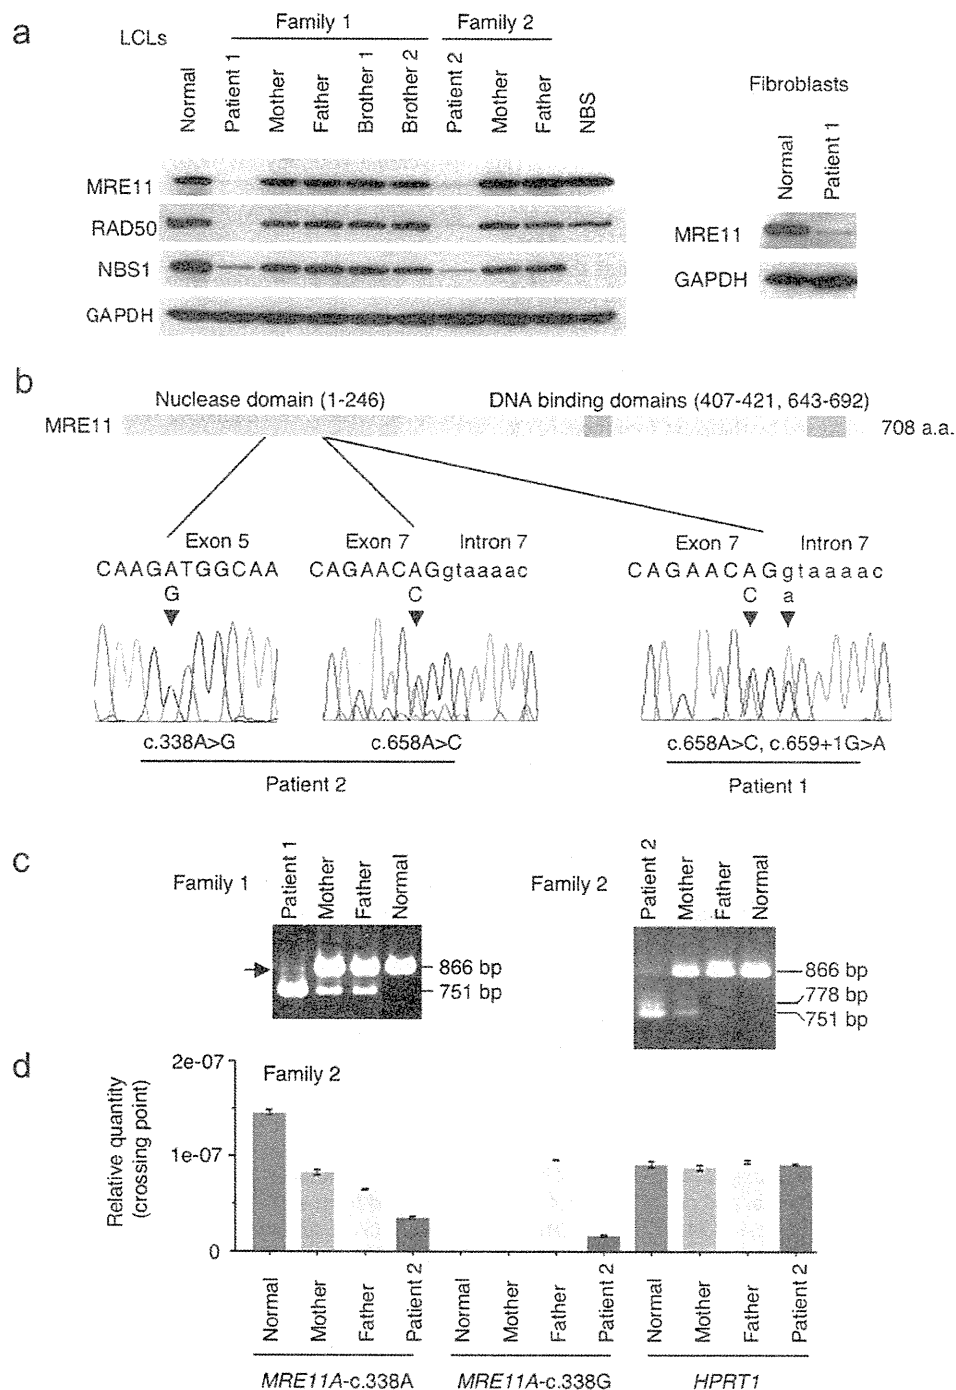 a
LCLs
Family 1
Family 2
Normal
Patient 1
Mother
Father
Brother 1
Brother 2
Patient 2
Mother
Father
NBS
MRE11
RAD50
NBS1
GAPDH
Fibroblasts
Normal
Patient 1
MRE11
GAPDH
b
Nuclease domain (1-246)
DNA binding domains (407-421, 643-692)
MRE11
708 a.a.
Exon 5
CAAGATGGCAA
G
c.338A>G
Exon 7 Intron 7
CAGAACAGgtaaaac
C
c.658A>C
Patient 2
Exon 7 Intron 7
CAGAACAGgtaaaac
C a
c.658A>C, c.659+1G>A
Patient 1
c
Family 1
Patient 1
Mother
Father
Normal
866 bp
751 bp
Family 2
Patient 2
Mother
Father
Normal
866 bp
778 bp
751 bp
d
Family 2
Relative quantity
(crossing point)
2e-07
1e-07
0
Normal
Mother
Father
Patient 2
Normal
Mother
Father
Patient 2
Normal
Mother
Father
Patient 2
MRE11A-c.338A
MRE11A-c.338G
HPRT1